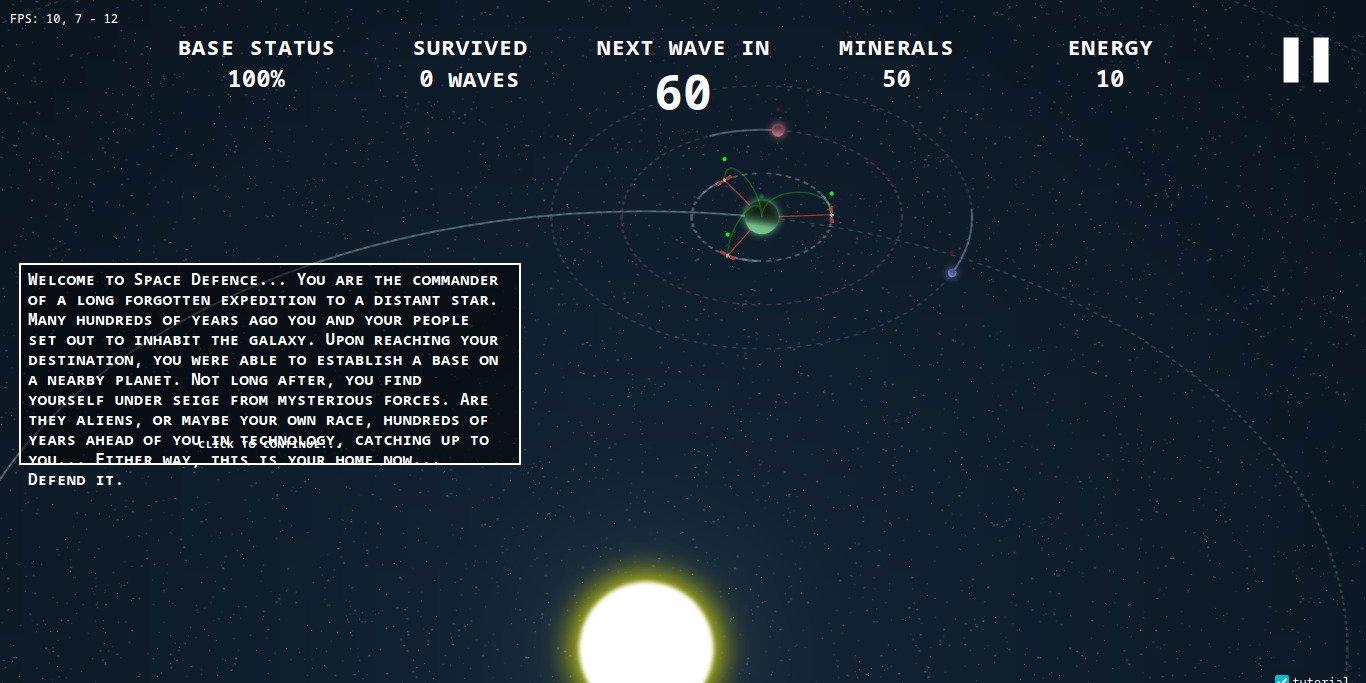 FPS: 10, 7 - 12
BASE STATUS
100%
SURVIVED
0 WAVES
NEXT WAVE IN
60
MINERALS
50
ENERGY
10
Welcome to Space Defence... You are the commander
of a long forgotten expedition to a distant star.
Many hundreds of years ago you and your people
set out to inhabit the galaxy. Upon reaching your
destination, you were able to establish a base on
a nearby planet. Not long after, you find
yourself under seige from mysterious forces. Are
they aliens, or maybe your own race, hundreds of
years ahead of you in technology, catching up to
click to continue...
you... Either way, this is your home now...
Defend it.
tutorial